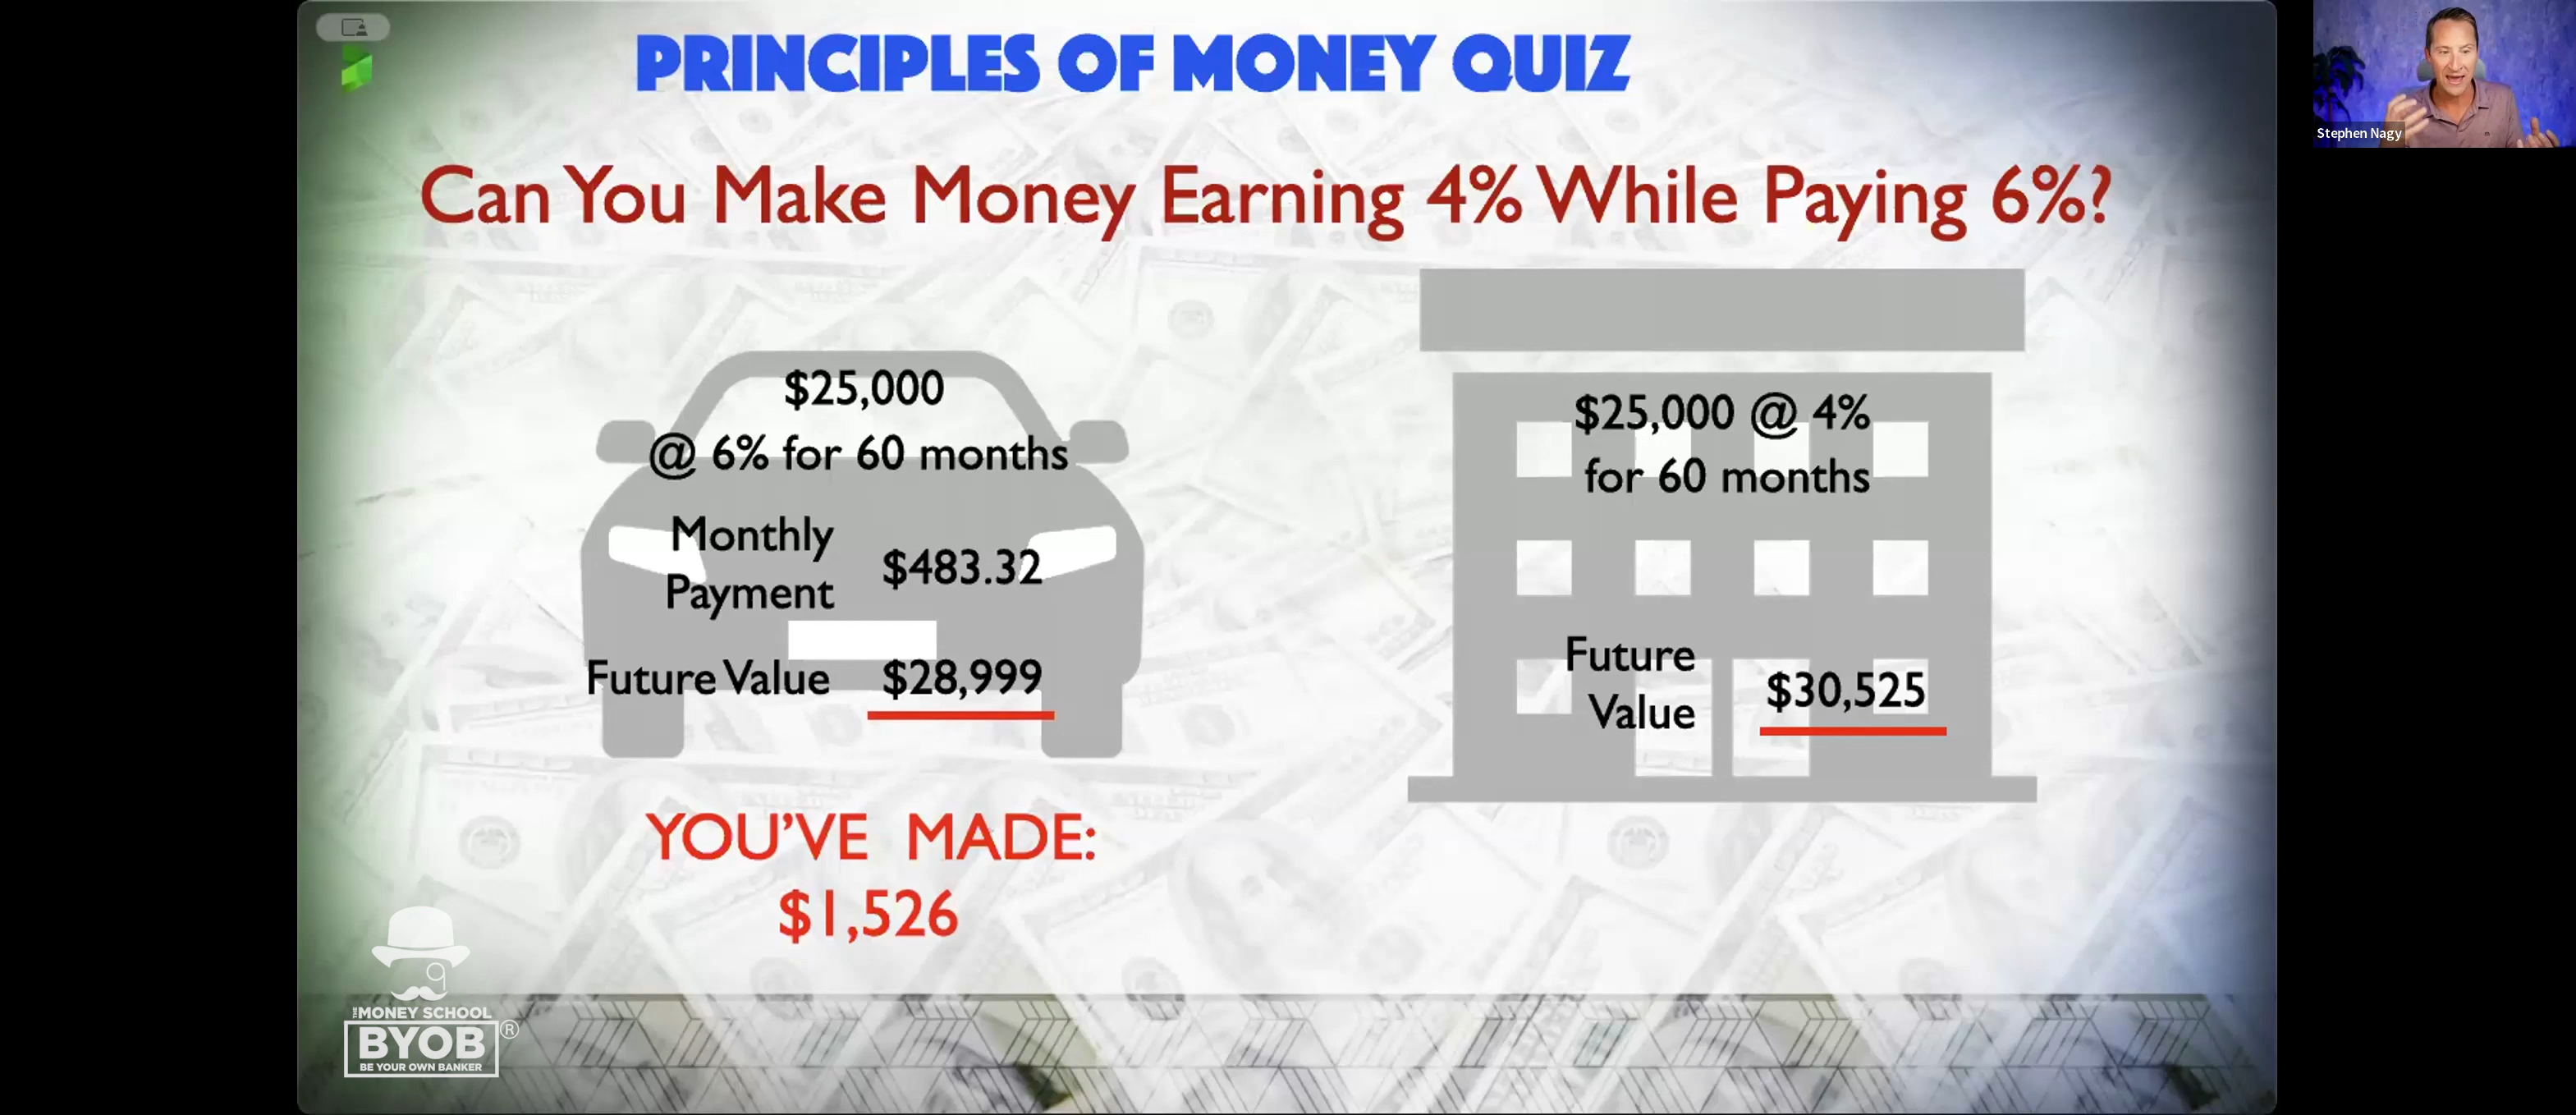 PRINCIPLES OF MONEY QUIZ
Stephen Nagy
Can You Make Money Earning 4% While Paying 6%?
$25,000
@ 6% for 60 months
Monthly
Payment
$483.32
Future Value $28,999
$25,000 @ 4%
for 60 months
Future
Value
$30,525
YOU'VE MADE:
$1,526
THE MONEY SCHOOL
BYOB ®
BE YOUR OWN BANKER